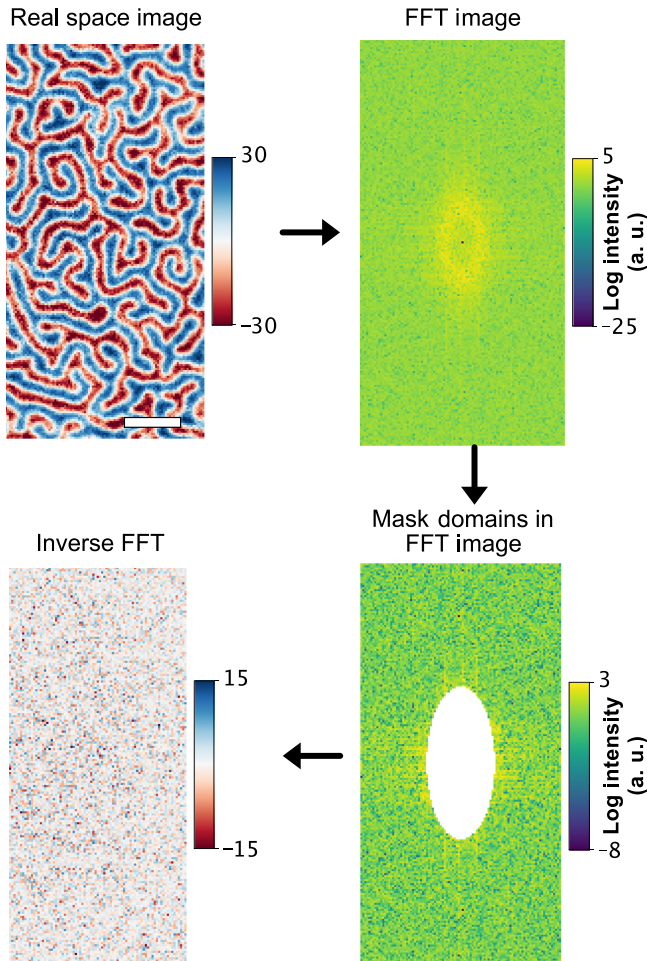 Real space image
30
−30
FFT image
5
Log intensity
(a. u.)
−25
Mask domains in
FFT image
3
Log intensity
(a. u.)
−8
Inverse FFT
15
−15